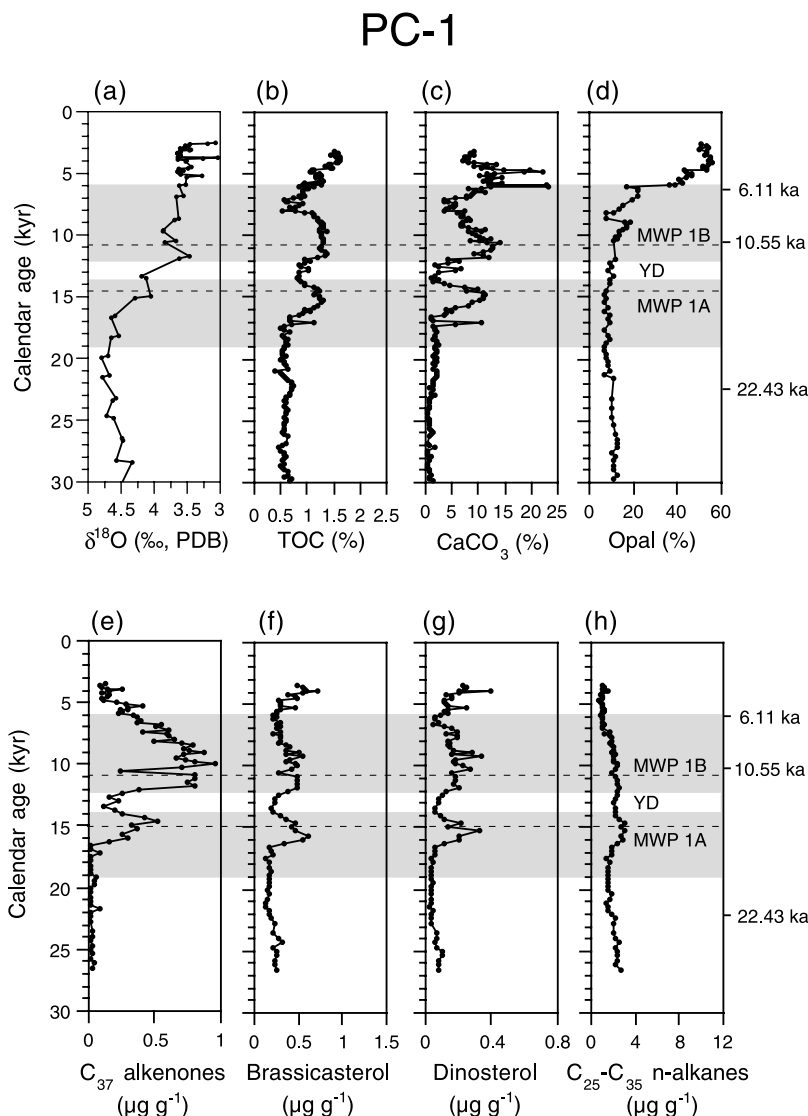 PC-1
(a) (b) (c) (d)
0
5
10
15
20
25
30
Calendar age (kyr)
6.11 ka
MWP 1B
10.55 ka
YD
MWP 1A
22.43 ka
5 4.5 4 3.5 3
0 0.5 1 1.5 2 2.5
0 5 10 15 20 25
0 20 40 60
δ¹⁸O (‰, PDB)
TOC (%)
CaCO₃ (%)
Opal (%)
(e) (f) (g) (h)
0
5
10
15
20
25
30
Calendar age (kyr)
6.11 ka
MWP 1B
10.55 ka
YD
MWP 1A
22.43 ka
0 0.5 1
0 0.5 1 1.5
0 0.4 0.8
0 4 8 12
C₃₇ alkenones
(µg g⁻¹)
Brassicasterol
(µg g⁻¹)
Dinosterol
(µg g⁻¹)
C₂₅-C₃₅ n-alkanes
(µg g⁻¹)